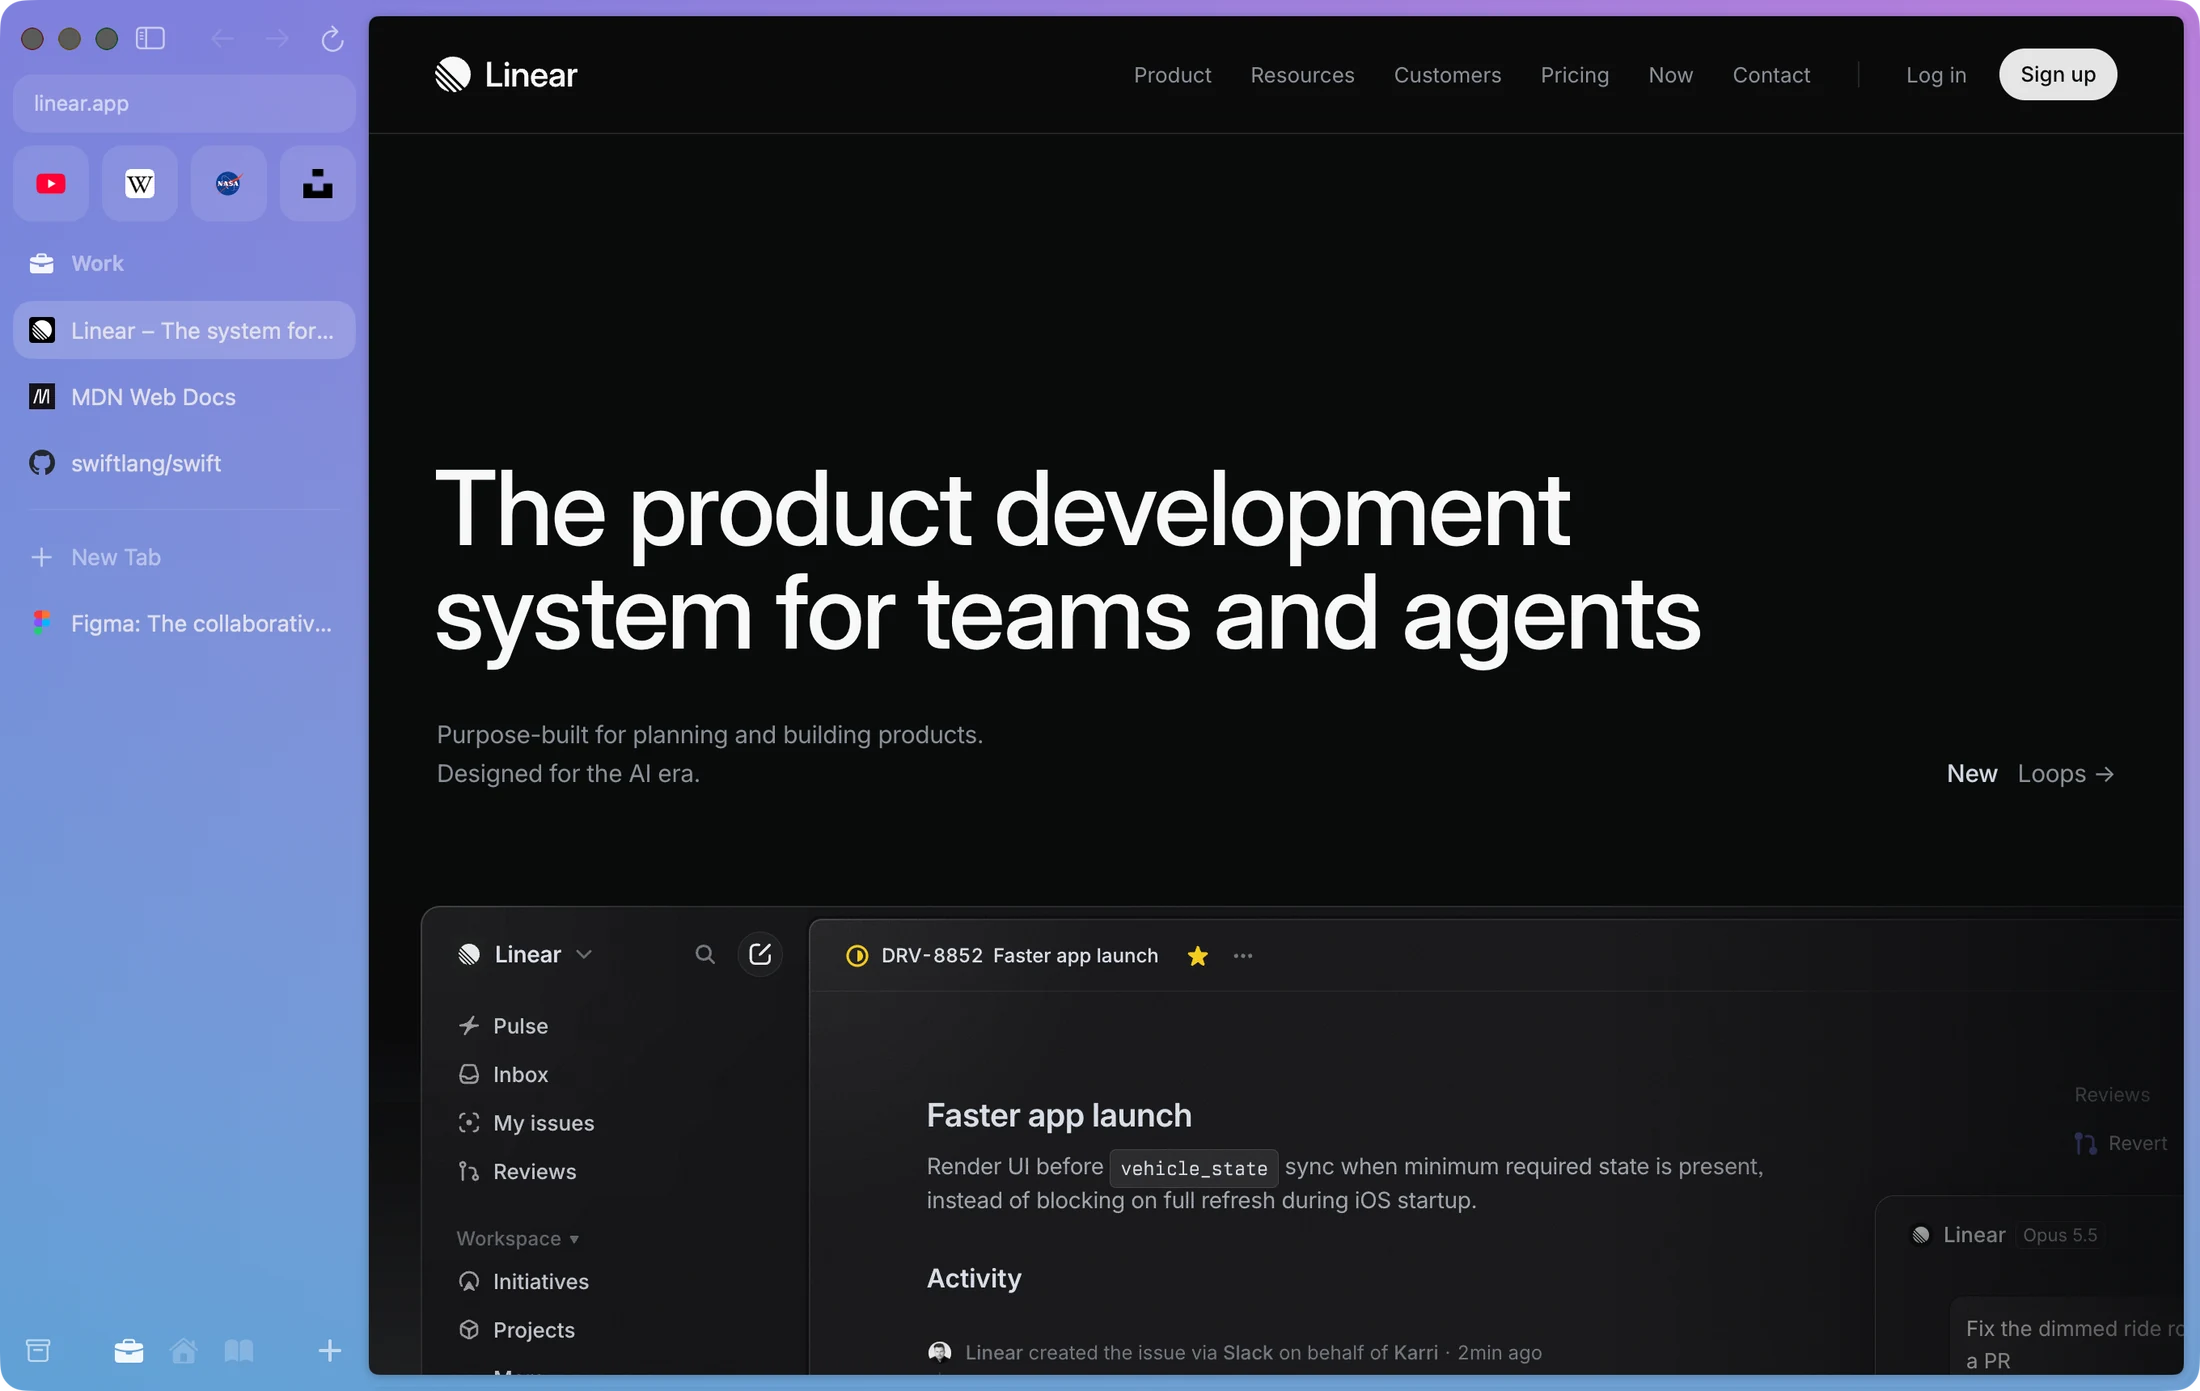 linear.app
W
NASA
Work
Linear – The system for...
MDN Web Docs
swiftlang/swift
New Tab
Figma: The collaborativ...
Linear
Product
Resources
Customers
Pricing
Now
Contact
Log in
Sign up
The product development
system for teams and agents
Purpose-built for planning and building products.
Designed for the AI era.
New Loops →
Linear
Pulse
Inbox
My issues
Reviews
Workspace
Initiatives
Projects
DRV-8852 Faster app launch
Faster app launch
Render UI before vehicle_state sync when minimum required state is present,
instead of blocking on full refresh during iOS startup.
Activity
Linear created the issue via Slack on behalf of Karri · 2min ago
Reviews
Revert
Linear Opus 5.5
Fix the dimmed ride
a PR